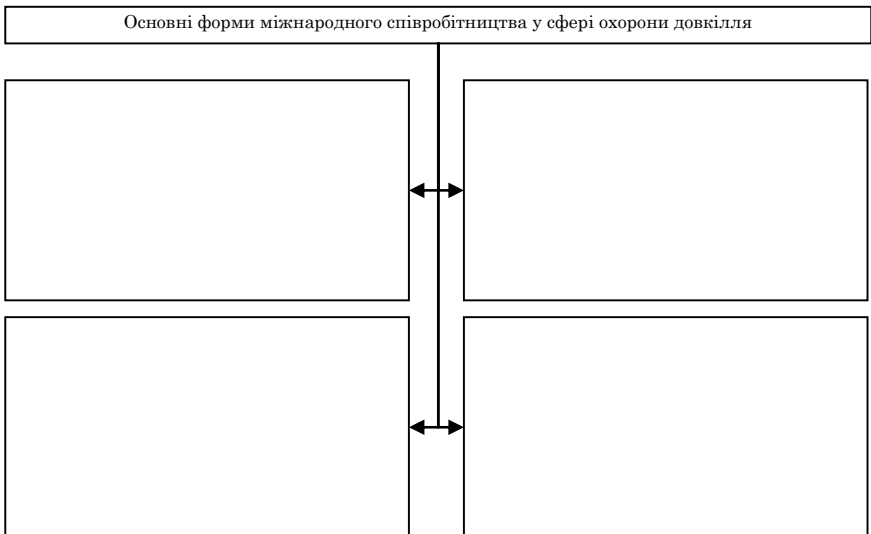 Основні форми міжнародного співробітництва у сфері охорони довкілля